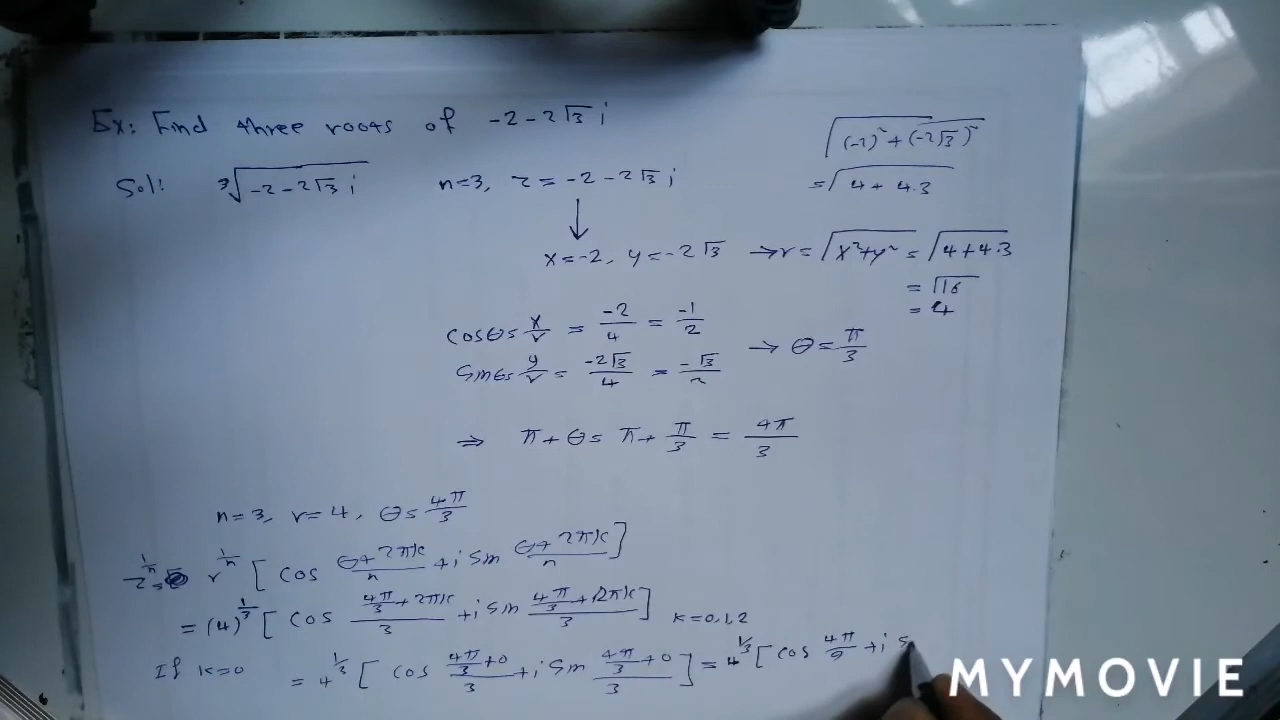 Ex: Find three roots of -2-2√3 i
Sol: ³√(-2-2√3 i) n=3, z=-2-2√3 i
√((-2)²+(-2√3)²)
=√(4+4.3)
↓
x=-2, y=-2√3 → r=√(x²+y²) = √(4+4.3)
= √16
= 4
cosθ= x/r = -2/4 = -1/2
sinθ= y/r = -2√3/4 = -√3/2 → θ=π/3
⇒ π+θ= π+π/3 = 4π/3
n=3, r=4, θ=4π/3
z^(1/n)= r^(1/n) [cos (θ+2πk)/n + i sin (θ+2πk)/n]
= (4)^(1/3) [cos (4π/3+2πk)/3 + i sin (4π/3+2πk)/3] k=0,1,2
If k=0 = 4^(1/3) [cos (4π/3+0)/3 + i sin (4π/3+0)/3] = 4^(1/3) [cos 4π/9 + i s
MYMOVIE